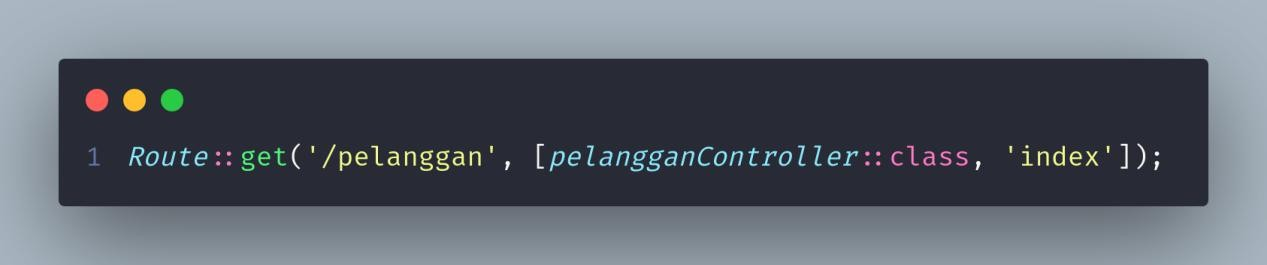 1 Route::get('/pelanggan', [pelangganController::class, 'index']);